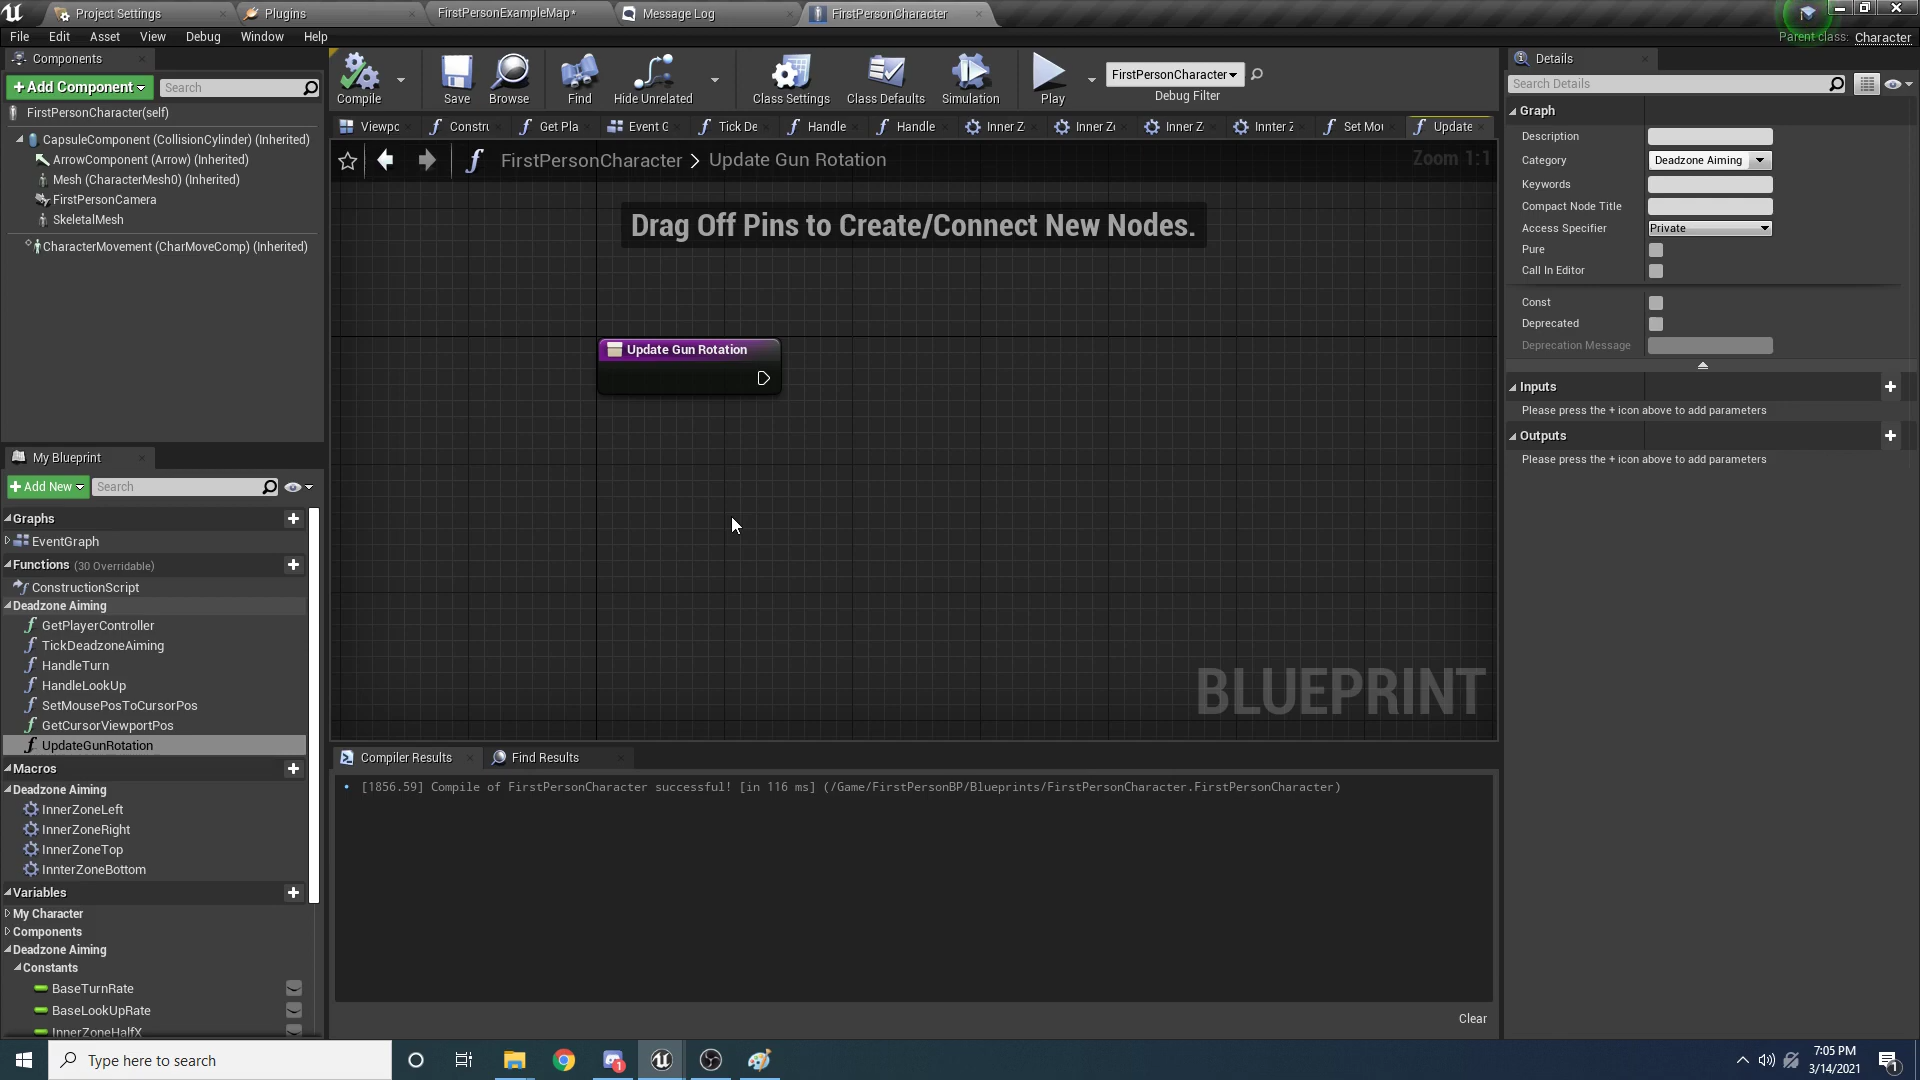 Project Settings
Plugins
FirstPersonExampleMap*
Message Log
FirstPersonCharacter
File Edit Asset View Debug Window Help
Parent class: Character
Components
+Add Component
Search
FirstPersonCharacter(self)
CapsuleComponent (CollisionCylinder) (Inherited)
ArrowComponent (Arrow) (Inherited)
Mesh (CharacterMesh0) (Inherited)
FirstPersonCamera
SkeletalMesh
CharacterMovement (CharMoveComp) (Inherited)
Compile
Save
Browse
Find
Hide Unrelated
Class Settings
Class Defaults
Simulation
Play
FirstPersonCharacter
Debug Filter
Viewpc
Constru
Get Pla
Event G
Tick De
Handle
Handle
Inner Z
Inner Z
Inner Z
Innter Z
Set Mou
Update
FirstPersonCharacter > Update Gun Rotation
Zoom 1:1
Drag Off Pins to Create/Connect New Nodes.
Update Gun Rotation
BLUEPRINT
My Blueprint
+Add New
Search
Graphs
EventGraph
Functions (30 Overridable)
ConstructionScript
Deadzone Aiming
GetPlayerController
TickDeadzoneAiming
HandleTurn
HandleLookUp
SetMousePosToCursorPos
GetCursorViewportPos
UpdateGunRotation
Macros
Deadzone Aiming
InnerZoneLeft
InnerZoneRight
InnerZoneTop
InnterZoneBottom
Variables
My Character
Components
Deadzone Aiming
Constants
BaseTurnRate
BaseLookUpRate
InnerZoneHalfX
Compiler Results
Find Results
[1856.59] Compile of FirstPersonCharacter successful! [in 116 ms] (/Game/FirstPersonBP/Blueprints/FirstPersonCharacter.FirstPersonCharacter)
Clear
Details
Search Details
Graph
Description
Category Deadzone Aiming
Keywords
Compact Node Title
Access Specifier Private
Pure
Call In Editor
Const
Deprecated
Deprecation Message
Inputs
Please press the + icon above to add parameters
Outputs
Please press the + icon above to add parameters
Type here to search
7:05 PM
3/14/2021